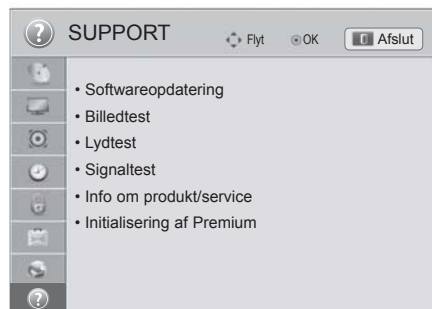 SUPPORT
Flyt OK Afslut
• Softwareopdatering
• Billedtest
• Lydtest
• Signaltest
• Info om produkt/service
• Initialisering af Premium